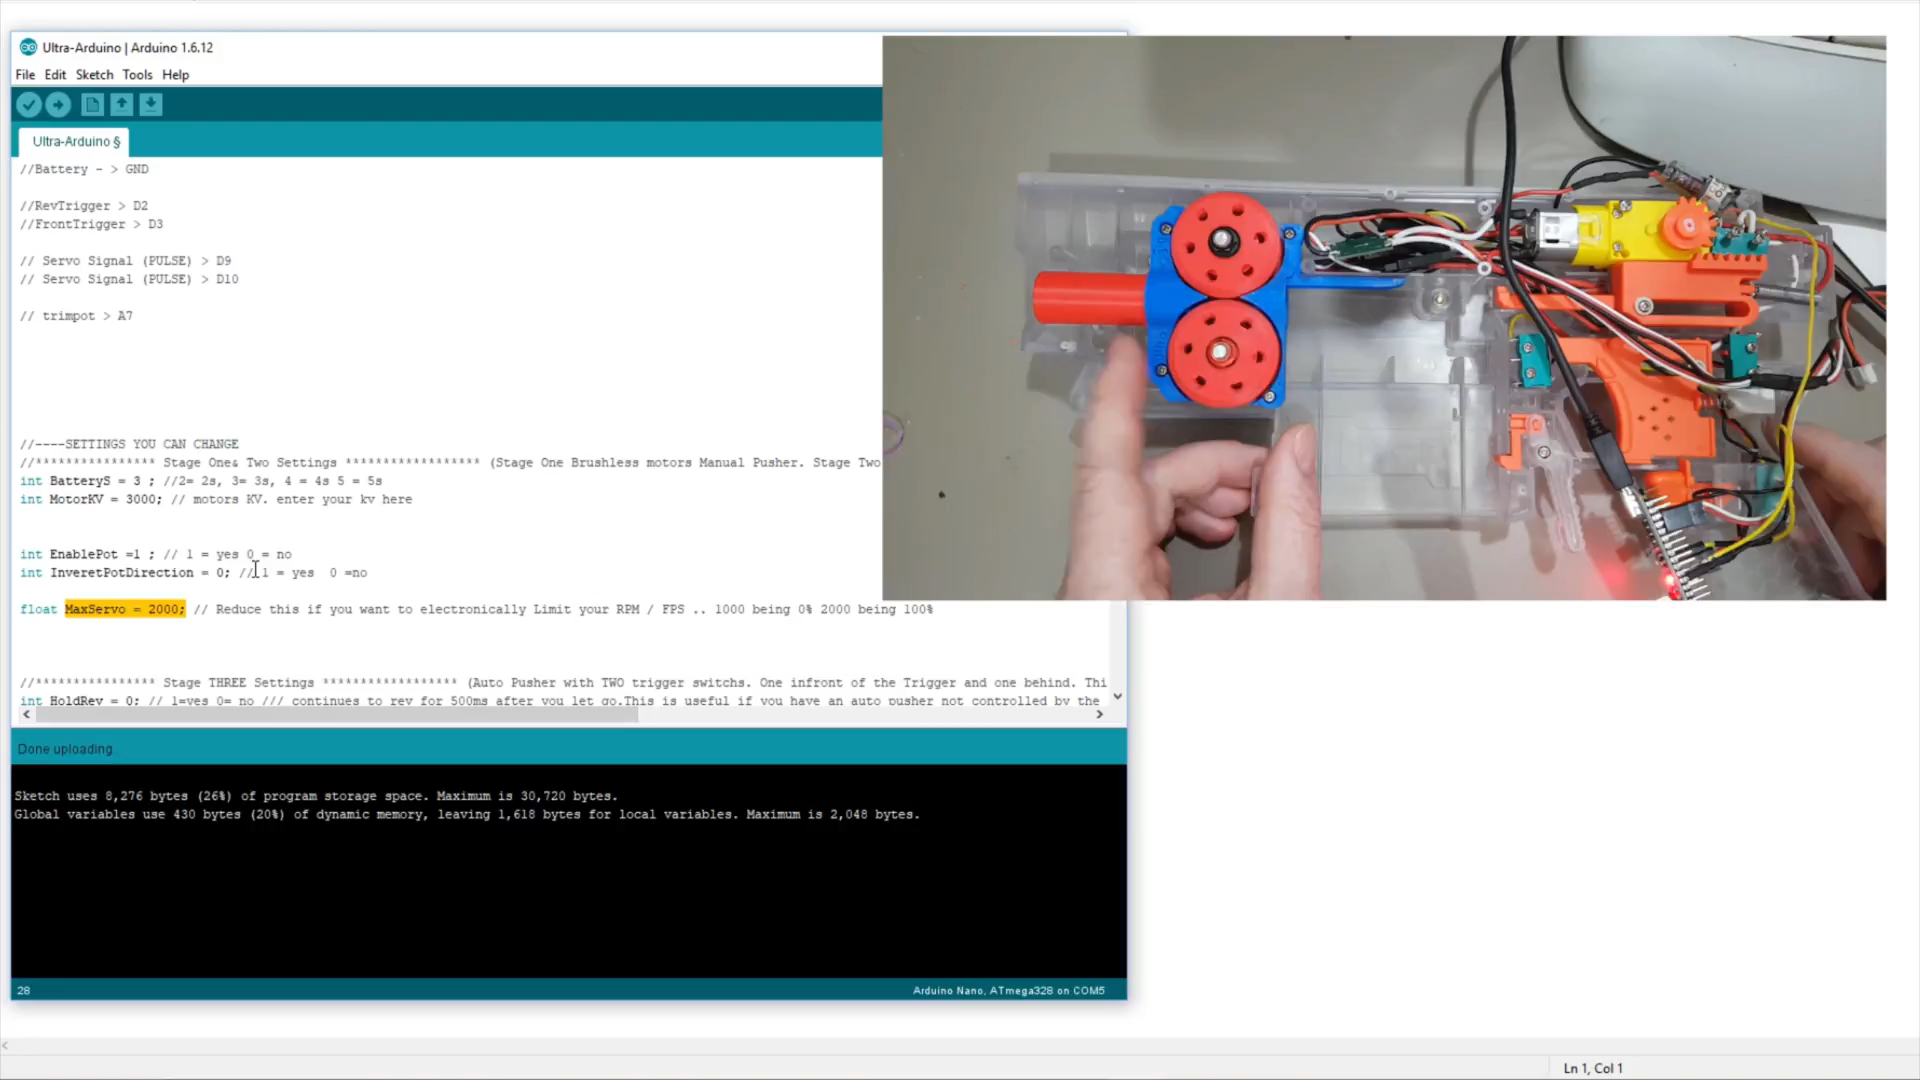 Ultra-Arduino | Arduino 1.6.12
File Edit Sketch Tools Help
Ultra-Arduino §
//Battery - > GND
//RevTrigger > D2
//FrontTrigger > D3
// Servo Signal (PULSE) > D9
// Servo Signal (PULSE) > D10
// trimpot > A7
//----SETTINGS YOU CAN CHANGE
//**************** Stage One& Two Settings ****************** (Stage One Brushless motors Manual Pusher. Stage Two
int BatteryS = 3 ; //2= 2s, 3= 3s, 4 = 4s 5 = 5s
int MotorKV = 3000; // motors KV. enter your kv here
int EnablePot =1 ; // 1 = yes 0 = no
int InveretPotDirection = 0; // 1 = yes  0 =no
float MaxServo = 2000; // Reduce this if you want to electronically Limit your RPM / FPS .. 1000 being 0% 2000 being 100%
//**************** Stage THREE Settings ****************** (Auto Pusher with TWO trigger switchs. One infront of the Trigger and one behind. Thi
int HoldRev = 0; // 1=yes 0= no /// continues to rev for 500ms after you let go.This is useful if you have an auto pusher not controlled by the
Done uploading.
Sketch uses 8,276 bytes (26%) of program storage space. Maximum is 30,720 bytes.
Global variables use 430 bytes (20%) of dynamic memory, leaving 1,618 bytes for local variables. Maximum is 2,048 bytes.
28
Arduino Nano, ATmega328 on COM5
Ln 1, Col 1